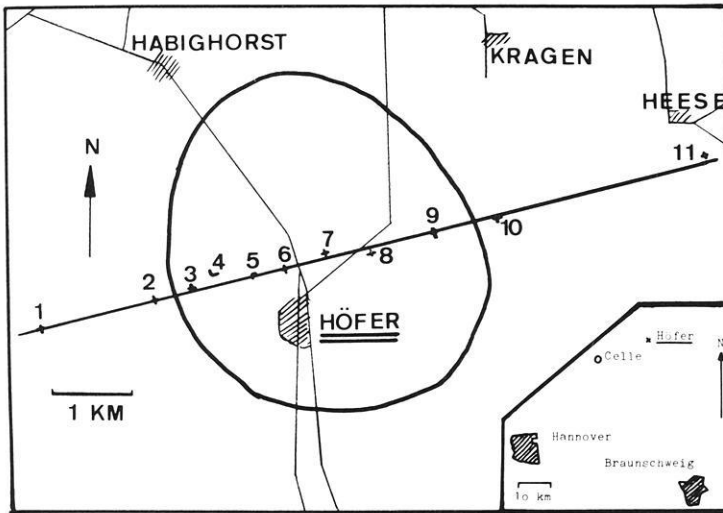 HABIGHORST
KRAGEN
HEESE
N
11
10
9
8
7
6
5
4
3
2
1
HÖFER
1 KM
Höfer
N
Celle
Hannover
Braunschweig
10 km